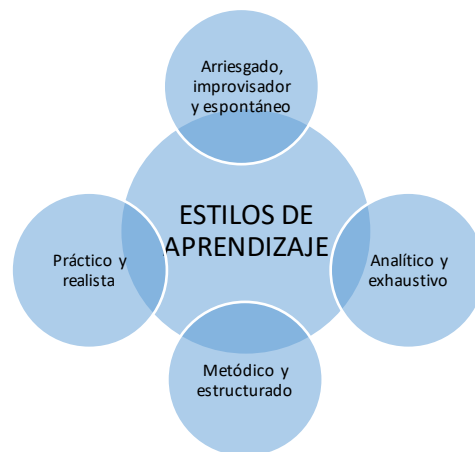 Arriesgado,
improvisador
y espontáneo
ESTILOS DE
APRENDIZAJE
Práctico y
realista
Analítico y
exhaustivo
Metódico y
estructurado